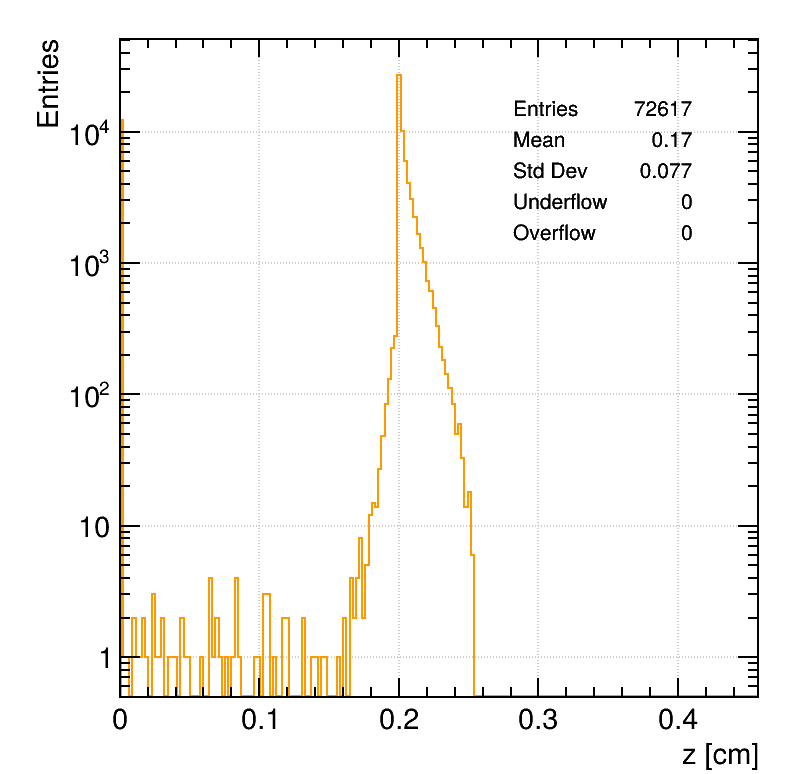 Entries
10^4
10^3
10^2
10
1
Entries 72617
Mean 0.17
Std Dev 0.077
Underflow 0
Overflow 0
0 0.1 0.2 0.3 0.4
z [cm]